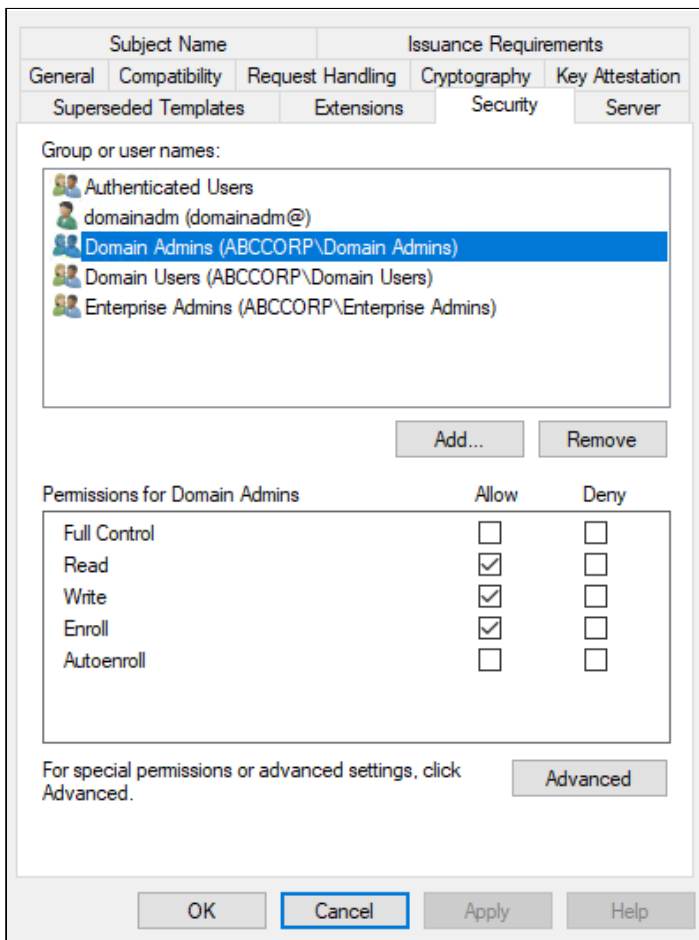 Subject Name Issuance Requirements
General Compatibility Request Handling Cryptography Key Attestation
Superseded Templates Extensions Security Server
Group or user names:
Authenticated Users
domainadm (domainadm@)
Domain Admins (ABCCORP\Domain Admins)
Domain Users (ABCCORP\Domain Users)
Enterprise Admins (ABCCORP\Enterprise Admins)
Add... Remove
Permissions for Domain Admins Allow Deny
Full Control
Read
Write
Enroll
Autoenroll
For special permissions or advanced settings, click
Advanced.
Advanced
OK Cancel Apply Help